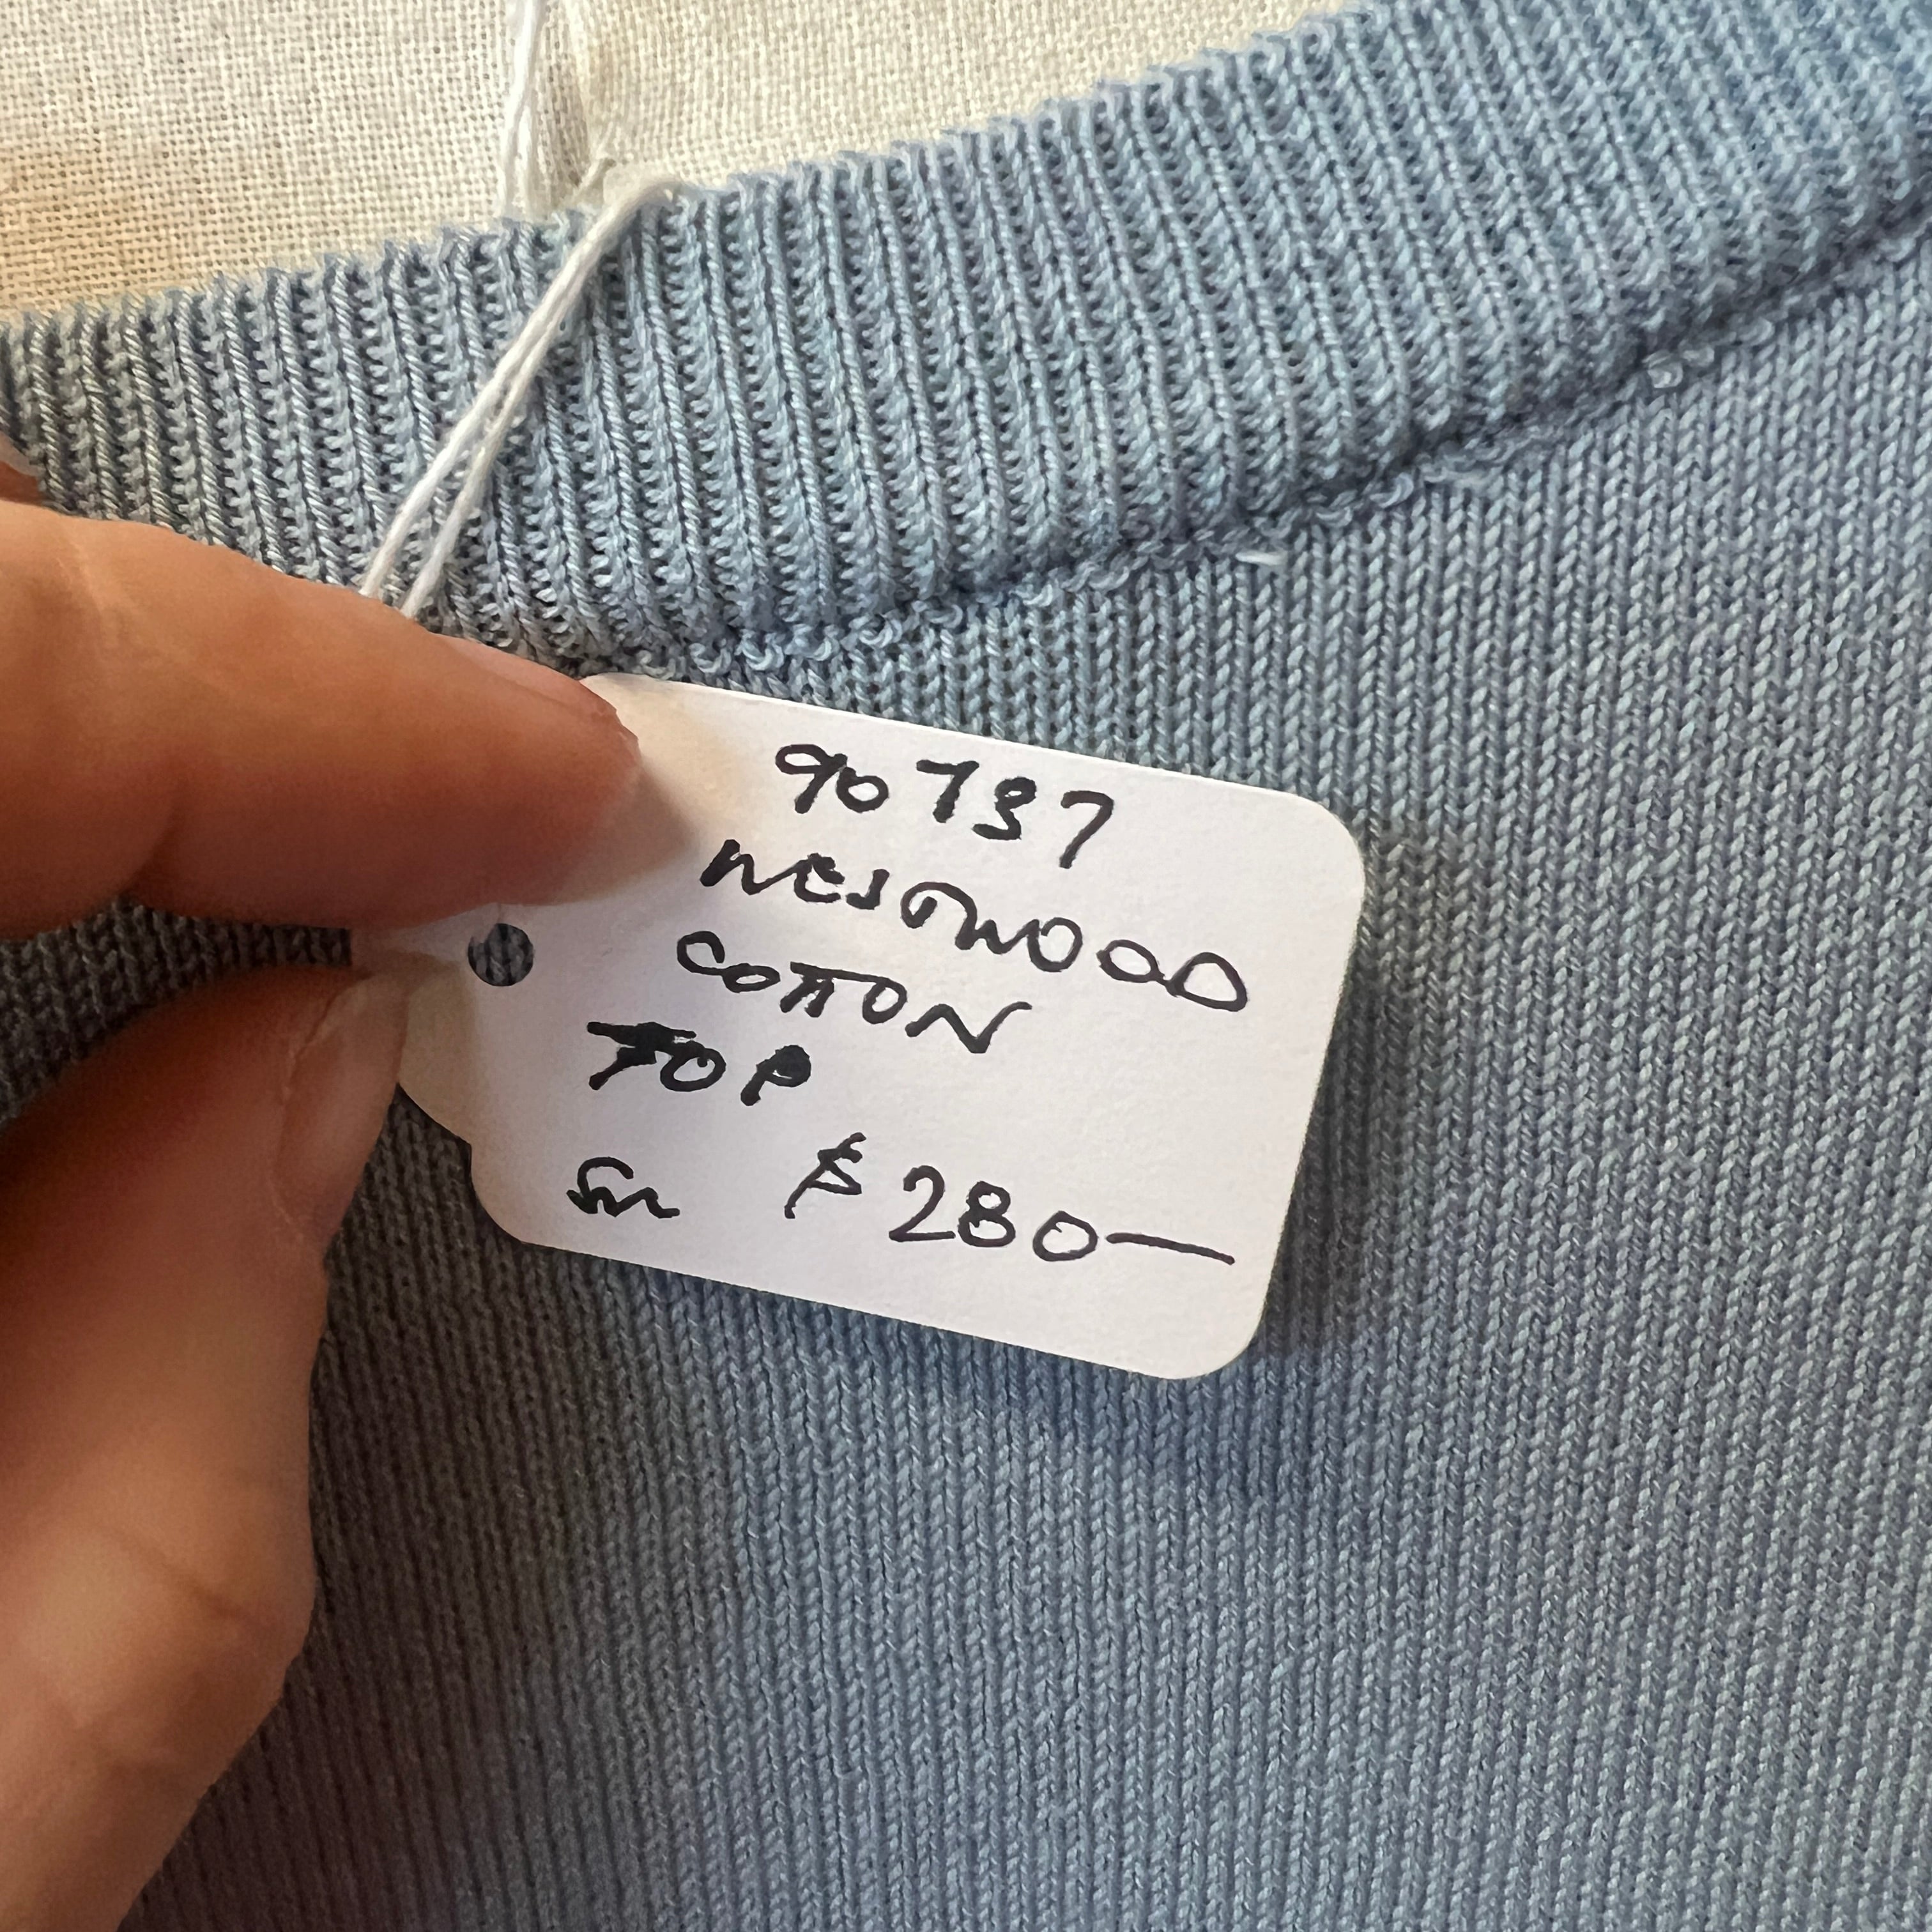 90737
WESTWOOD
COTTON
TOP
Sm $280—